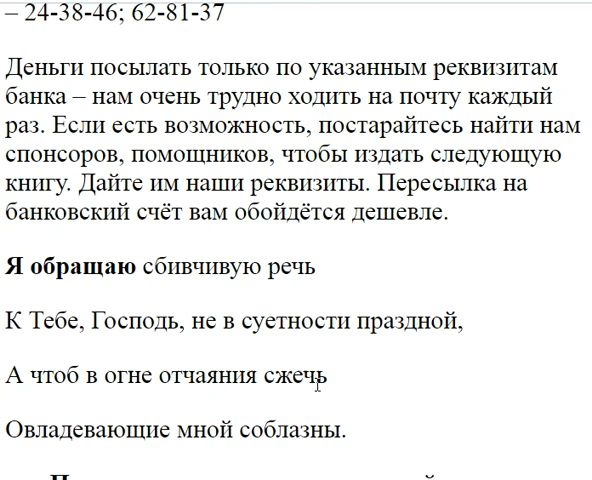 – 24-38-46; 62-81-37
Деньги посылать только по указанным реквизитам
банка – нам очень трудно ходить на почту каждый
раз. Если есть возможность, постарайтесь найти нам
спонсоров, помощников, чтобы издать следующую
книгу. Дайте им наши реквизиты. Пересылка на
банковский счёт вам обойдётся дешевле.
Я обращаю сбивчивую речь
К Тебе, Господь, не в суетности праздной,
А чтоб в огне отчаяния сжечь
Овладевающие мной соблазны.